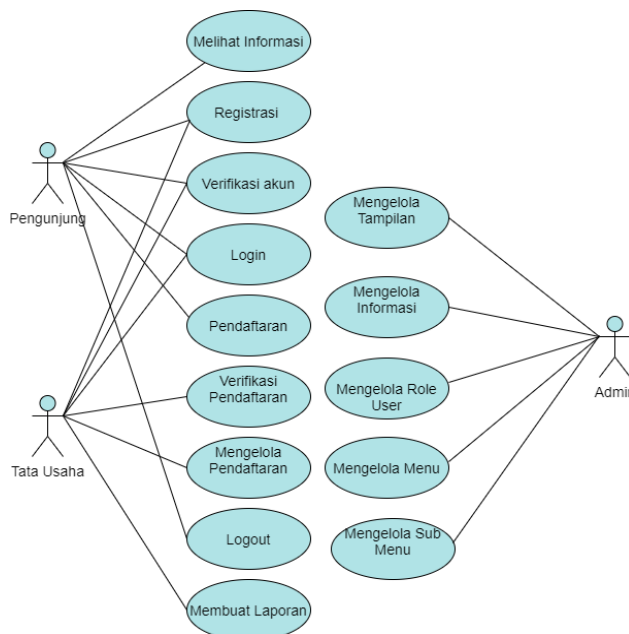 Melihat Informasi
Registrasi
Verifikasi akun
Login
Pendaftaran
Verifikasi
Pendaftaran
Mengelola
Pendaftaran
Logout
Membuat Laporan
Pengunjung
Tata Usaha
Mengelola
Tampilan
Mengelola
Informasi
Mengelola Role
User
Mengelola Menu
Mengelola Sub
Menu
Admin